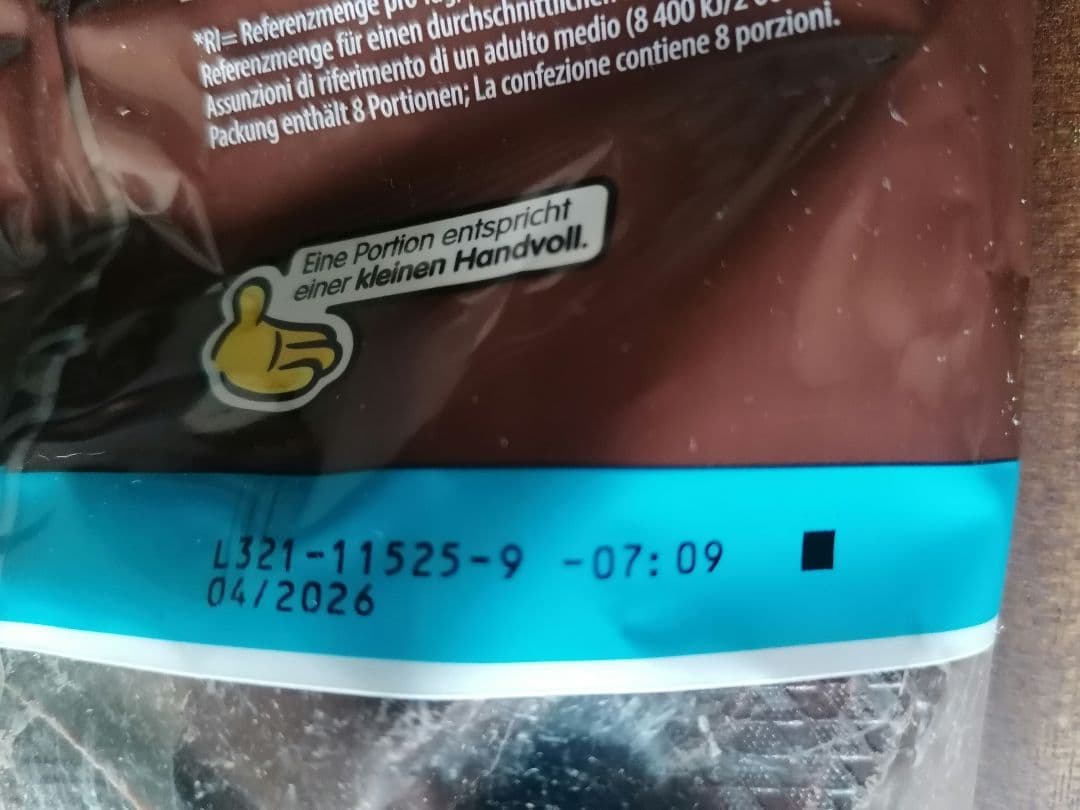 *RI= Referenzmenge pro
Referenzmenge für einen durchschnittlichen
Assunzioni di riferimento di un adulto medio (8 400 kJ/2
Packung enthält 8 Portionen; La confezione contiene 8 porzioni.
Eine Portion entspricht
einer kleinen Handvoll.
L321-11525-9 -07:09
04/2026